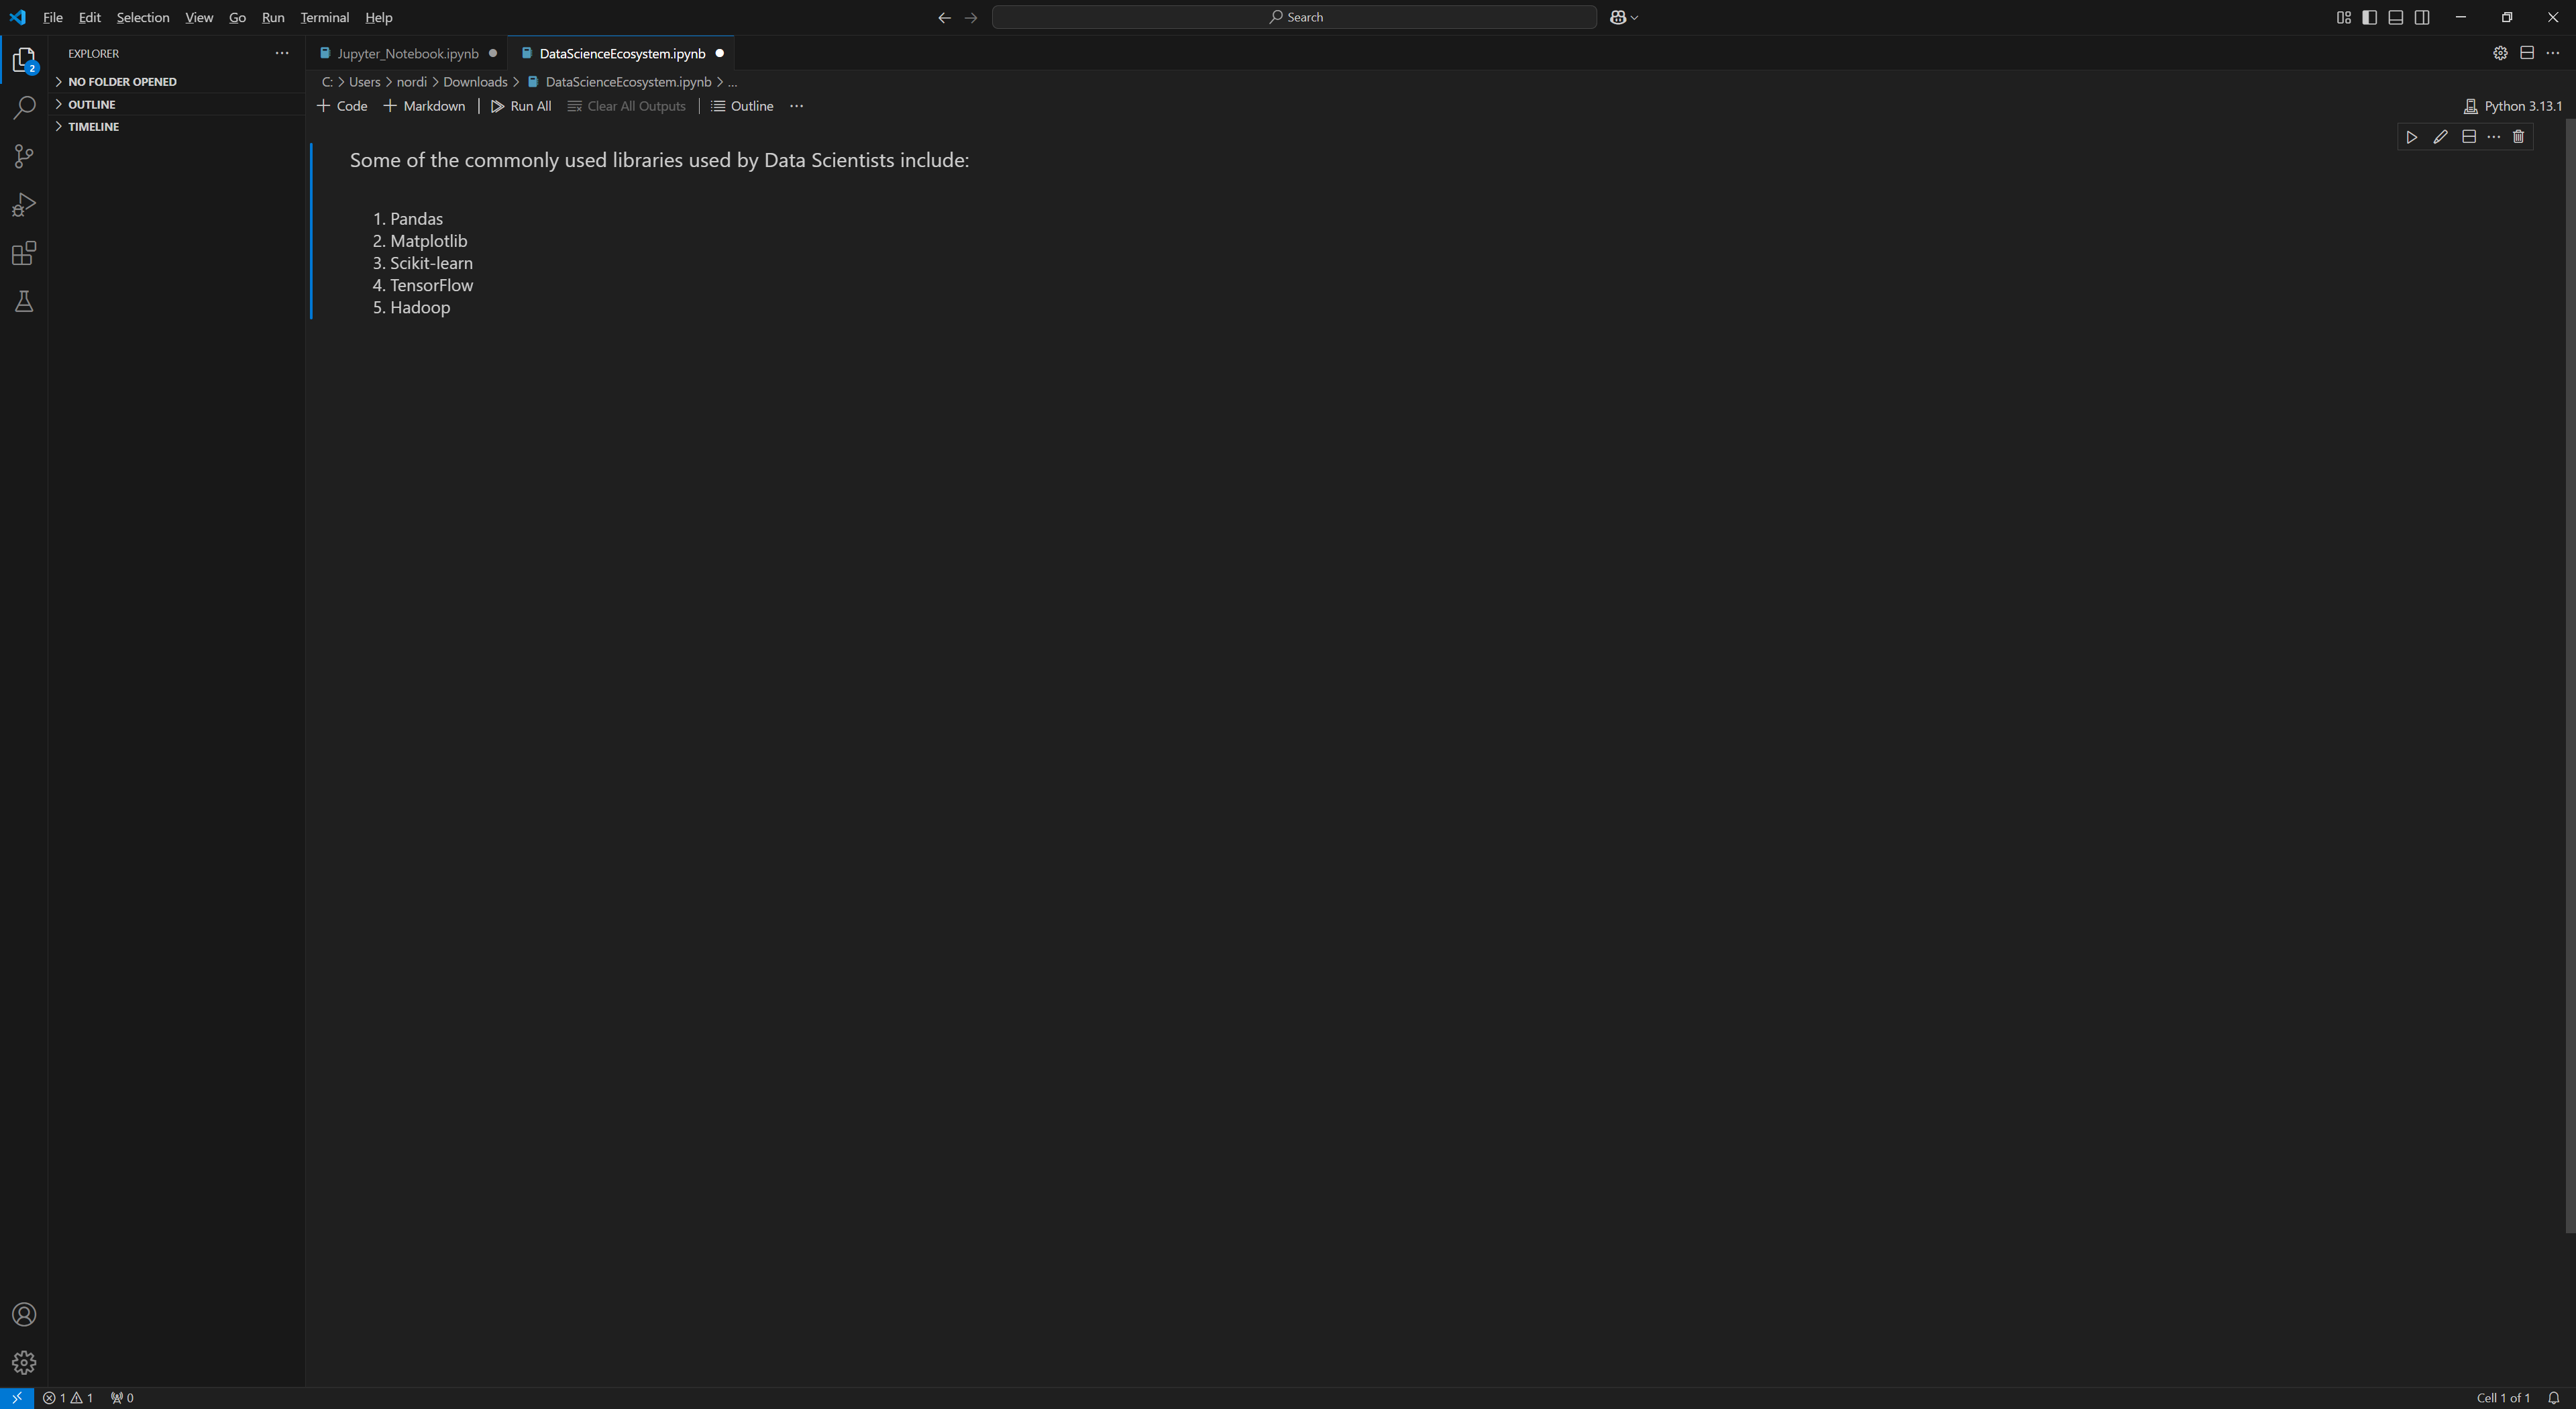 File Edit Selection View Go Run Terminal Help
Search
EXPLORER
2
NO FOLDER OPENED
OUTLINE
TIMELINE
Jupyter_Notebook.ipynb
DataScienceEcosystem.ipynb
C: > Users > nordi > Downloads > DataScienceEcosystem.ipynb > ...
+ Code + Markdown | Run All Clear All Outputs | Outline ...
Python 3.13.1
Some of the commonly used libraries used by Data Scientists include:
1. Pandas
2. Matplotlib
3. Scikit-learn
4. TensorFlow
5. Hadoop
1 1 0
Cell 1 of 1